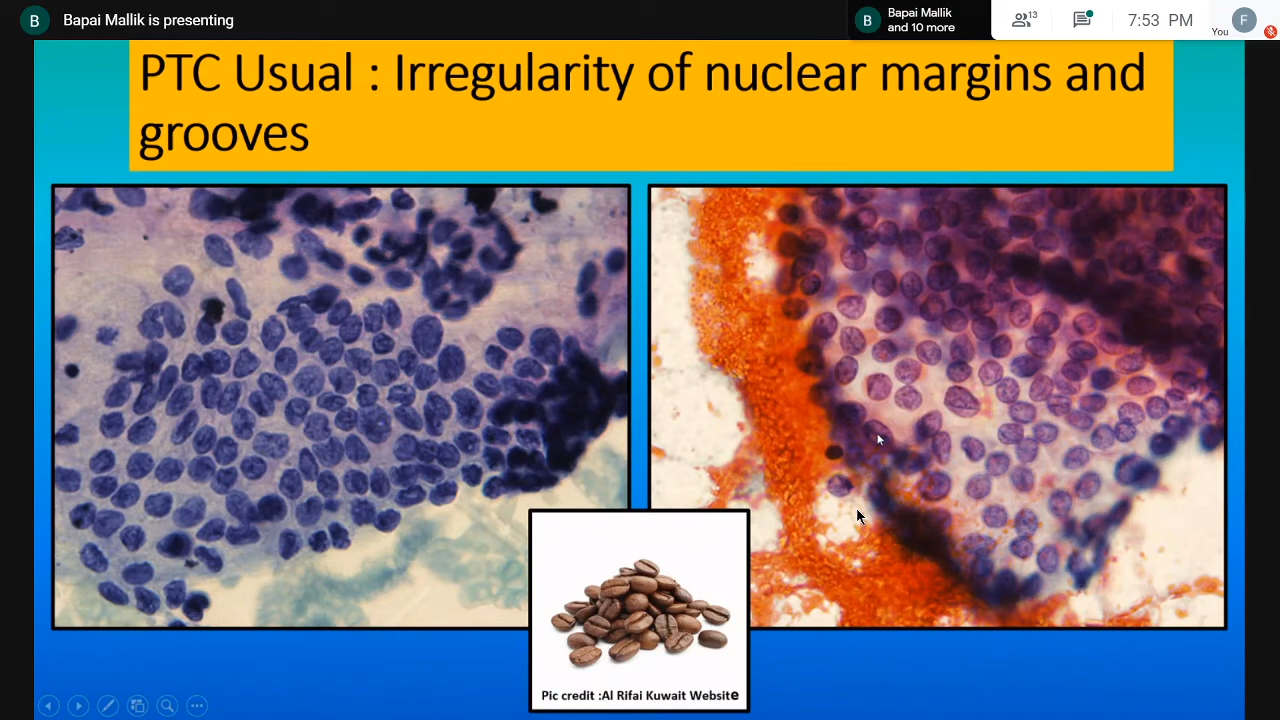 B Bapai Mallik is presenting
B Bapai Mallik
and 10 more
13
7:53 PM
You
F
PTC Usual : Irregularity of nuclear margins and
grooves
Pic credit :Al Rifai Kuwait Website